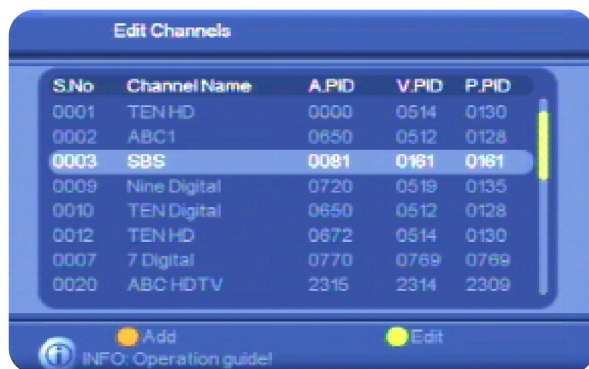 Edit Channels
S.No Channel Name A.PID V.PID P.PID
0001 TEN HD 0000 0514 0130
0002 ABC1 0650 0512 0128
0003 SBS 0081 0161 0161
0009 Nine Digital 0720 0519 0135
0010 TEN Digital 0650 0512 0128
0012 TEN HD 0672 0514 0130
0007 7 Digital 0770 0769 0769
0020 ABC HDTV 2315 2314 2309
Add Edit
INFO: Operation guide!